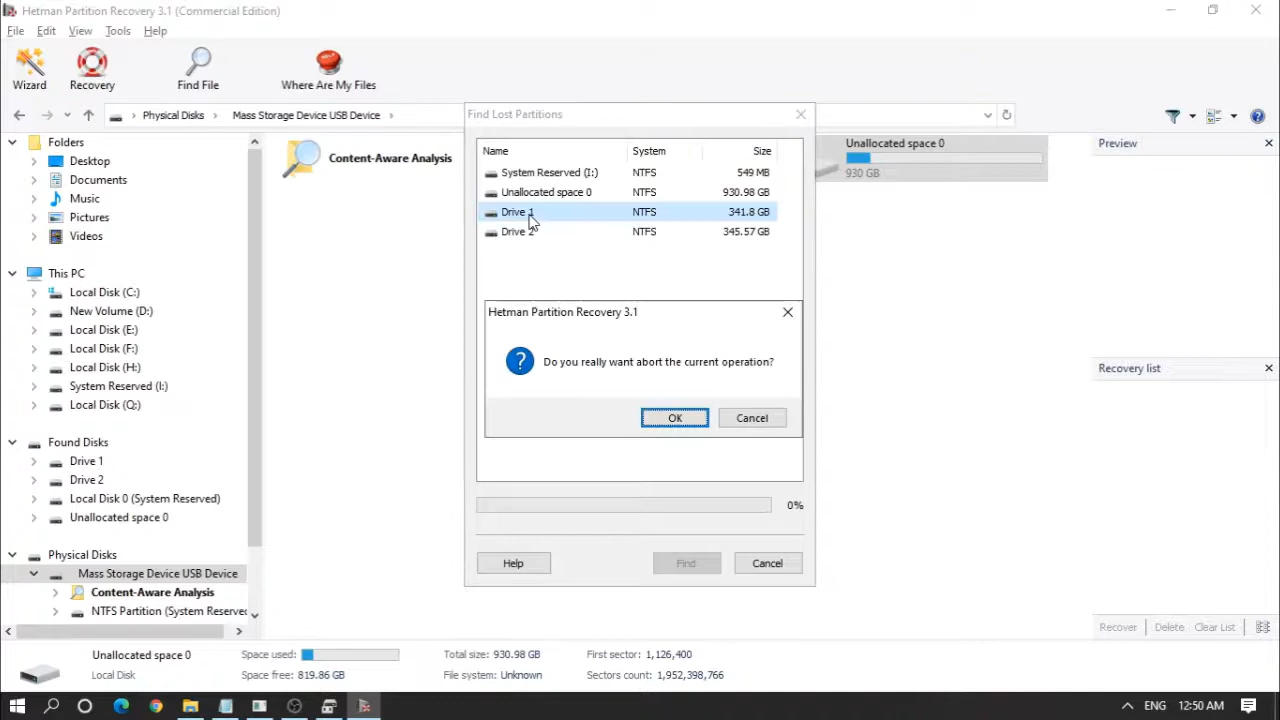 Hetman Partition Recovery 3.1 (Commercial Edition)
File Edit View Tools Help
Wizard Recovery Find File Where Are My Files
Physical Disks Mass Storage Device USB Device
Folders
Desktop
Documents
Music
Pictures
Videos
This PC
Local Disk (C:)
New Volume (D:)
Local Disk (E:)
Local Disk (F:)
Local Disk (H:)
System Reserved (I:)
Local Disk (Q:)
Found Disks
Drive 1
Drive 2
Local Disk 0 (System Reserved)
Unallocated space 0
Physical Disks
Mass Storage Device USB Device
Content-Aware Analysis
NTFS Partition (System Reserve
Content-Aware Analysis
Find Lost Partitions
Name System Size
System Reserved (I:) NTFS 549 MB
Unallocated space 0 NTFS 930.98 GB
Drive 1 NTFS 341.8 GB
Drive 2 NTFS 345.57 GB
Hetman Partition Recovery 3.1
Do you really want abort the current operation?
OK Cancel
0%
Help Find Cancel
Unallocated space 0
930 GB
Preview
Recovery list
Recover Delete Clear List
Unallocated space 0 Space used: Total size: 930.98 GB First sector: 1,126,400
Local Disk Space free: 819.86 GB File system: Unknown Sectors count: 1,952,398,766
ENG 12:50 AM